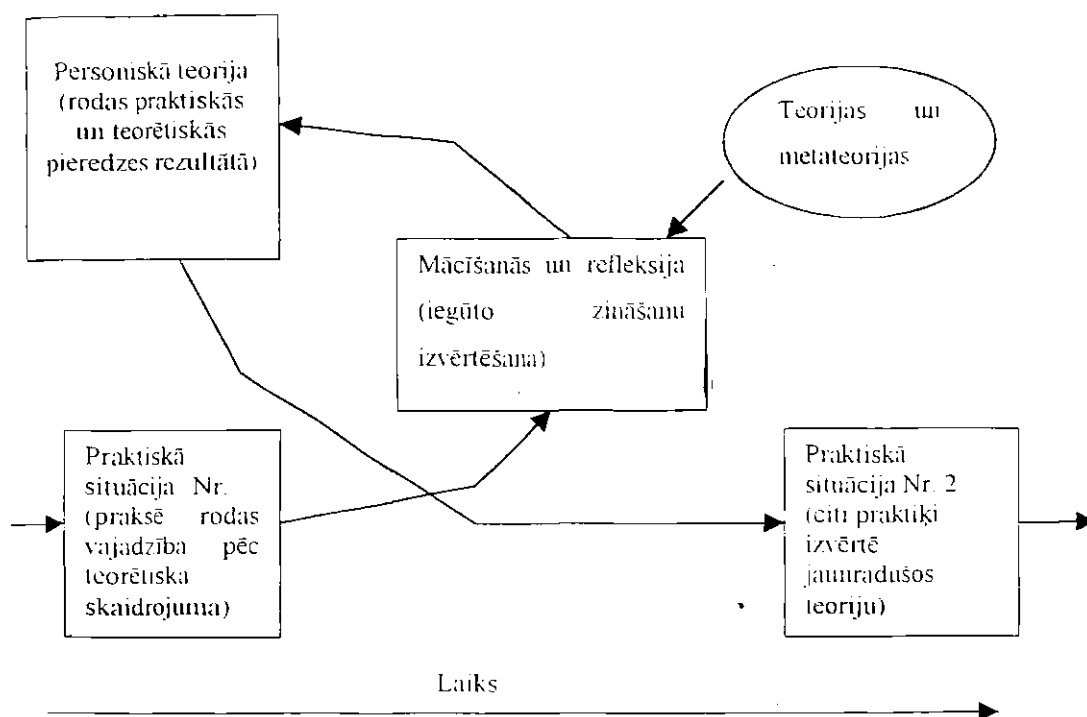 Personiskā teorija
(rodas praktiskās
un teorētiskās
pieredzes rezultātā)
Teorijas un
metateorijas
Mācīšanās un refleksija
(iegūto zināšanu
izvērtēšana)
Praktiskā
situācija Nr.
(praksē rodas
vajadzība pēc
teorētiska
skaidrojuma)
Praktiskā
situācija Nr. 2
(citi praktiķi
izvērtē
jaunradušos
teoriju)
Laiks